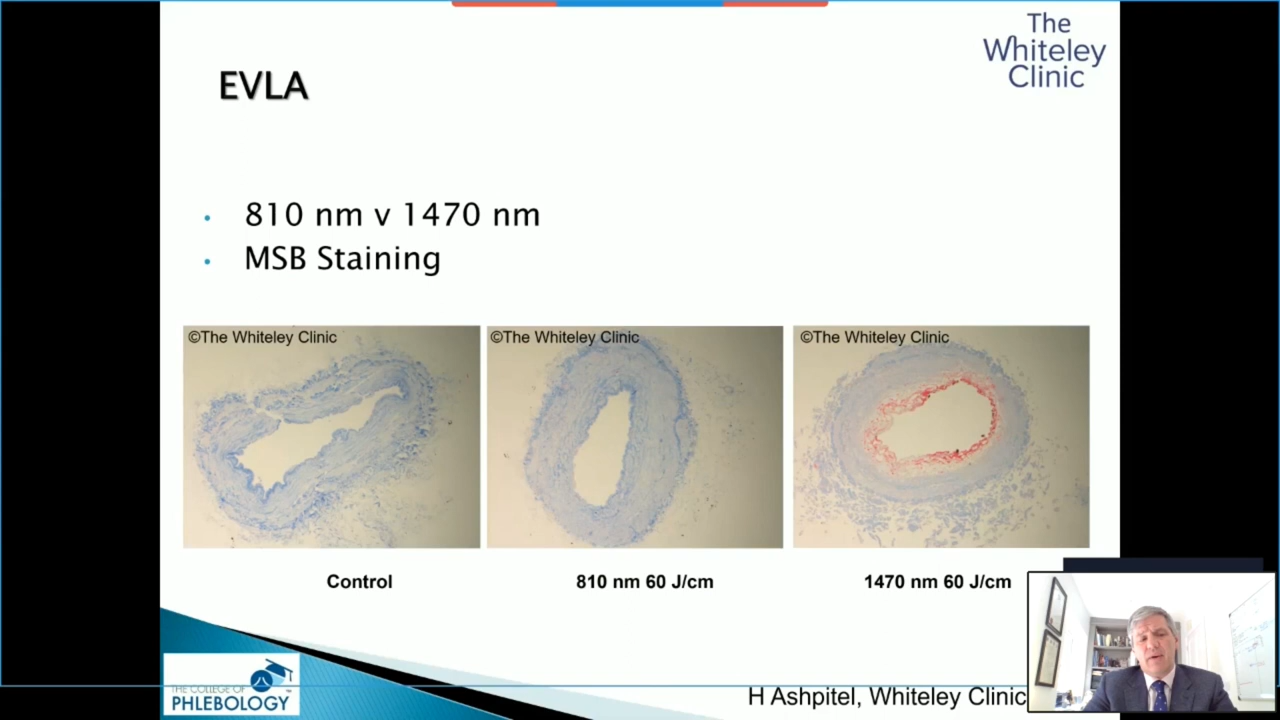 The
Whiteley
Clinic
EVLA
• 810 nm v 1470 nm
• MSB Staining
©The Whiteley Clinic
©The Whiteley Clinic
©The Whiteley Clinic
Control
810 nm 60 J/cm
1470 nm 60 J/cm
THE COLLEGE OF
PHLEBOLOGY
H Ashpitel, Whiteley Clinic